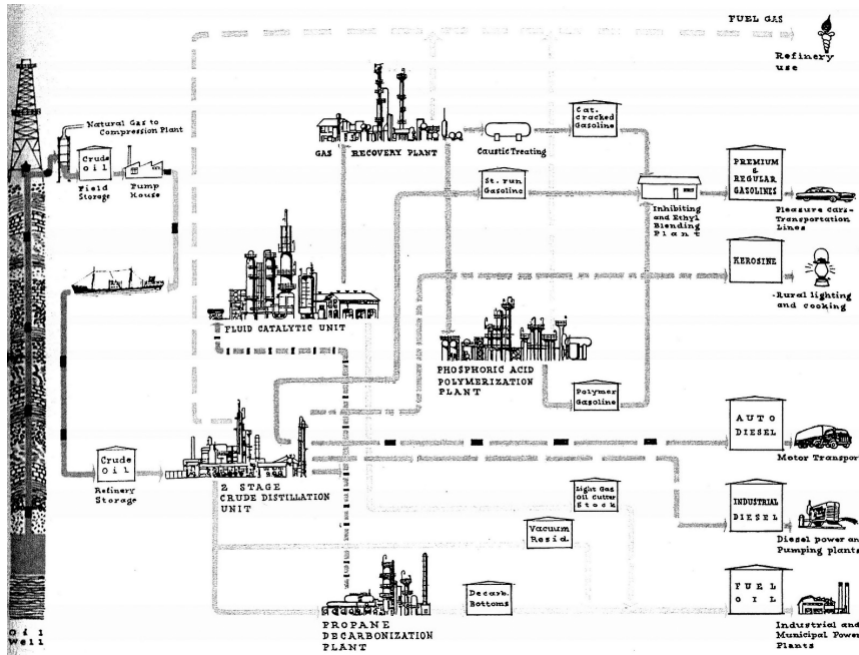 FUEL GAS
Refinery
use
Natural Gas to
Compression Plant
Crude
Oil
Field
Storage
Pump
House
GAS RECOVERY PLANT
Caustic Treating
Cat.
cracked
Gasoline
St. run
Gasoline
Inhibiting
and Ethyl
Blending
Plant
PREMIUM
&
REGULAR
GASOLINES
Pleasure Cars-
Transportation
Lines
KEROSINE
Rural lighting
and cooking
FLUID CATALYTIC UNIT
PHOSPHORIC ACID
POLYMERIZATION
PLANT
Polymer
Gasoline
AUTO
DIESEL
Motor Transport
Crude
Oil
Refinery
Storage
2 STAGE
CRUDE DISTILLATION
UNIT
Light Gas
Oil Cutter
Stock
Vacuum
Resid.
INDUSTRIAL
DIESEL
Diesel power an
Pumping plants
Decarb.
Bottoms
FUEL
OIL
Industrial and
Municipal Power
Plants
PROPANE
DECARBONIZATION
PLANT
Oil
Well